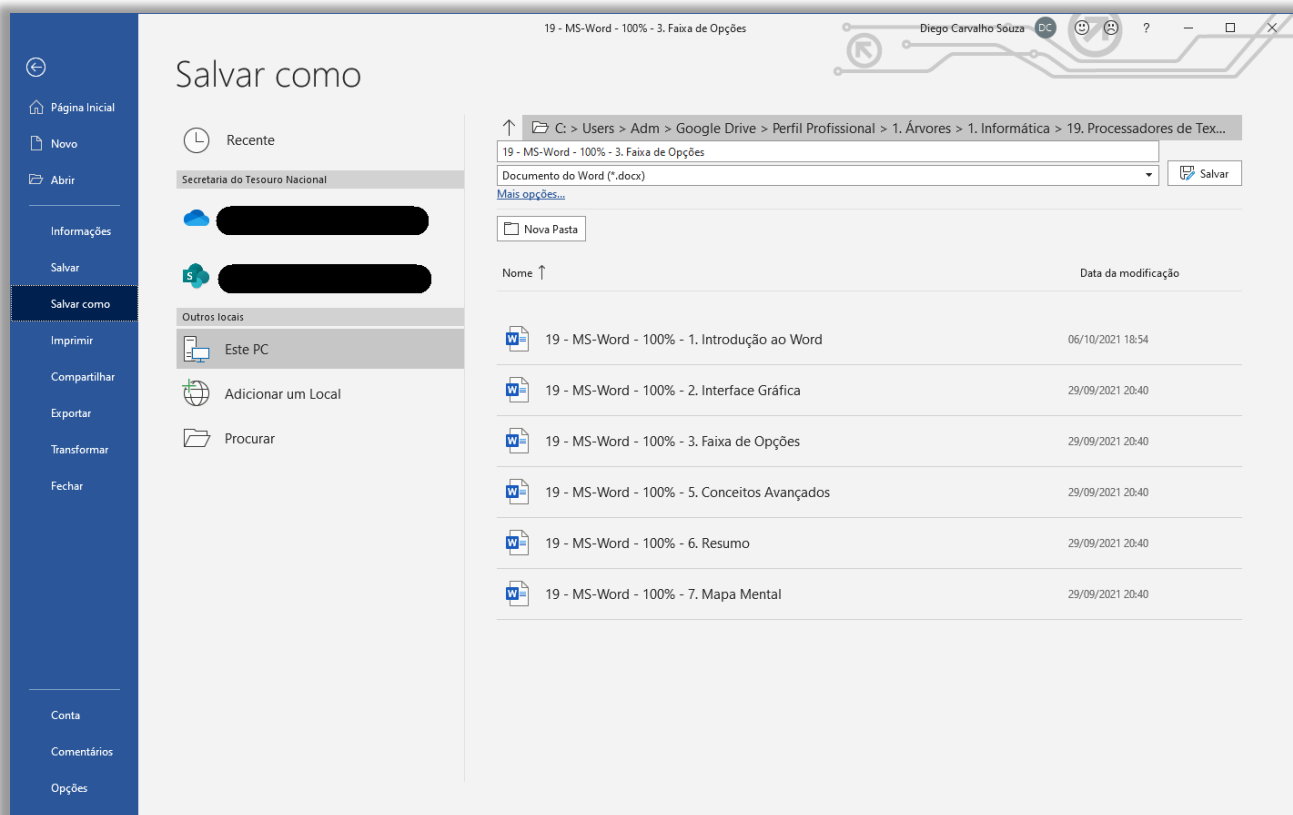 19 - MS-Word - 100% - 3. Faixa de Opções
Diego Carvalho Souza
DC
?
Salvar como
Página Inicial
Novo
Abrir
Informações
Salvar
Salvar como
Imprimir
Compartilhar
Exportar
Transformar
Fechar
Conta
Comentários
Opções
Recente
Secretaria do Tesouro Nacional
S
Outros locais
Este PC
Adicionar um Local
Procurar
C: > Users > Adm > Google Drive > Perfil Profissional > 1. Árvores > 1. Informática > 19. Processadores de Tex...
19 - MS-Word - 100% - 3. Faixa de Opções
Documento do Word (*.docx)
Salvar
Mais opções...
Nova Pasta
Nome ↑ Data da modificação
W 19 - MS-Word - 100% - 1. Introdução ao Word 06/10/2021 18:54
W 19 - MS-Word - 100% - 2. Interface Gráfica 29/09/2021 20:40
W 19 - MS-Word - 100% - 3. Faixa de Opções 29/09/2021 20:40
W 19 - MS-Word - 100% - 5. Conceitos Avançados 29/09/2021 20:40
W 19 - MS-Word - 100% - 6. Resumo 29/09/2021 20:40
W 19 - MS-Word - 100% - 7. Mapa Mental 29/09/2021 20:40